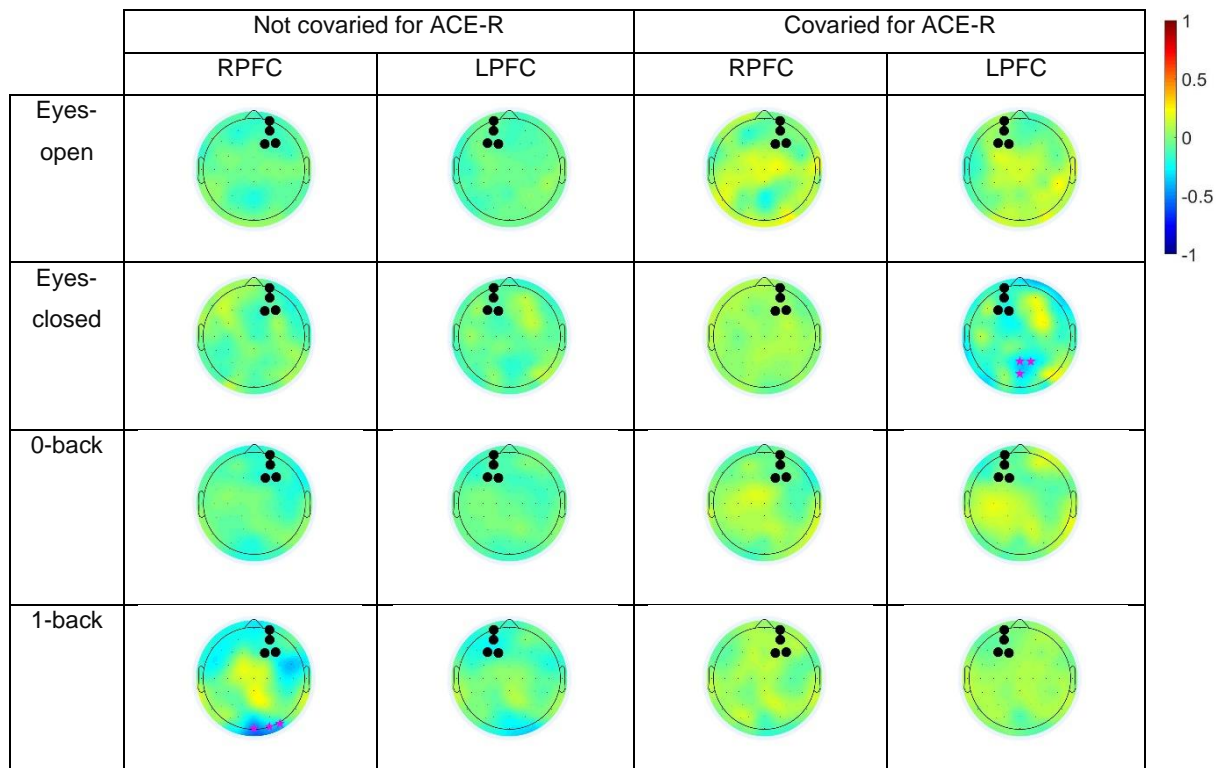 Not covaried for ACE-R
Covaried for ACE-R
RPFC
LPFC
RPFC
LPFC
Eyes-
open
Eyes-
closed
0-back
1-back
1
0.5
0
-0.5
-1